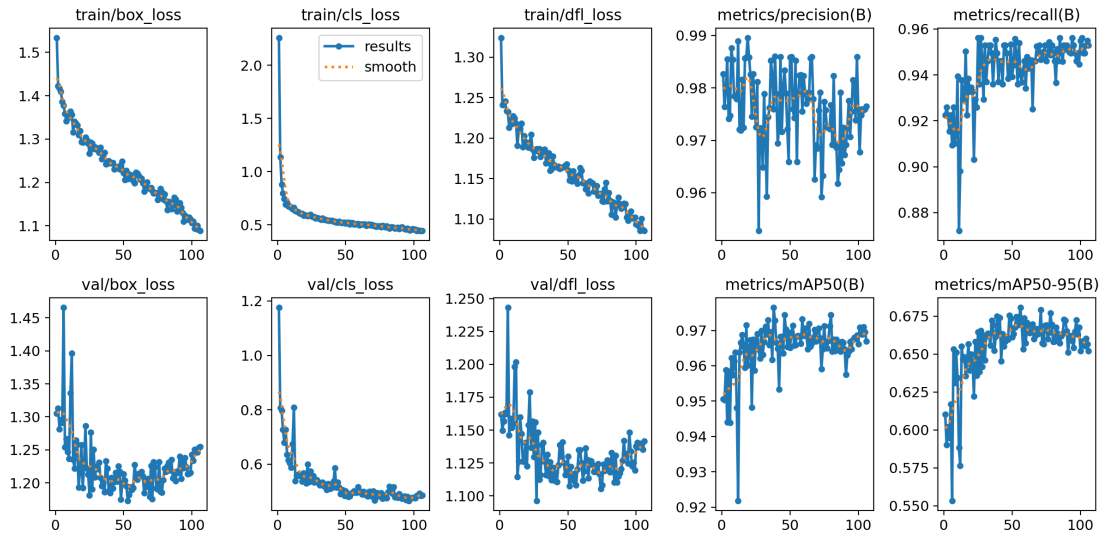 train/box_loss
train/cls_loss
train/dfl_loss
metrics/precision(B)
metrics/recall(B)
1.5
1.4
1.3
1.2
1.1
0 50 100
2.0
1.5
1.0
0.5
0 50 100
results
smooth
1.30
1.25
1.20
1.15
1.10
0 50 100
0.99
0.98
0.97
0.96
0 50 100
0.96
0.94
0.92
0.90
0.88
0 50 100
val/box_loss
val/cls_loss
val/dfl_loss
metrics/mAP50(B)
metrics/mAP50-95(B)
1.45
1.40
1.35
1.30
1.25
1.20
0 50 100
1.2
1.0
0.8
0.6
0 50 100
1.250
1.225
1.200
1.175
1.150
1.125
1.100
0 50 100
0.97
0.96
0.95
0.94
0.93
0.92
0 50 100
0.675
0.650
0.625
0.600
0.575
0.550
0 50 100